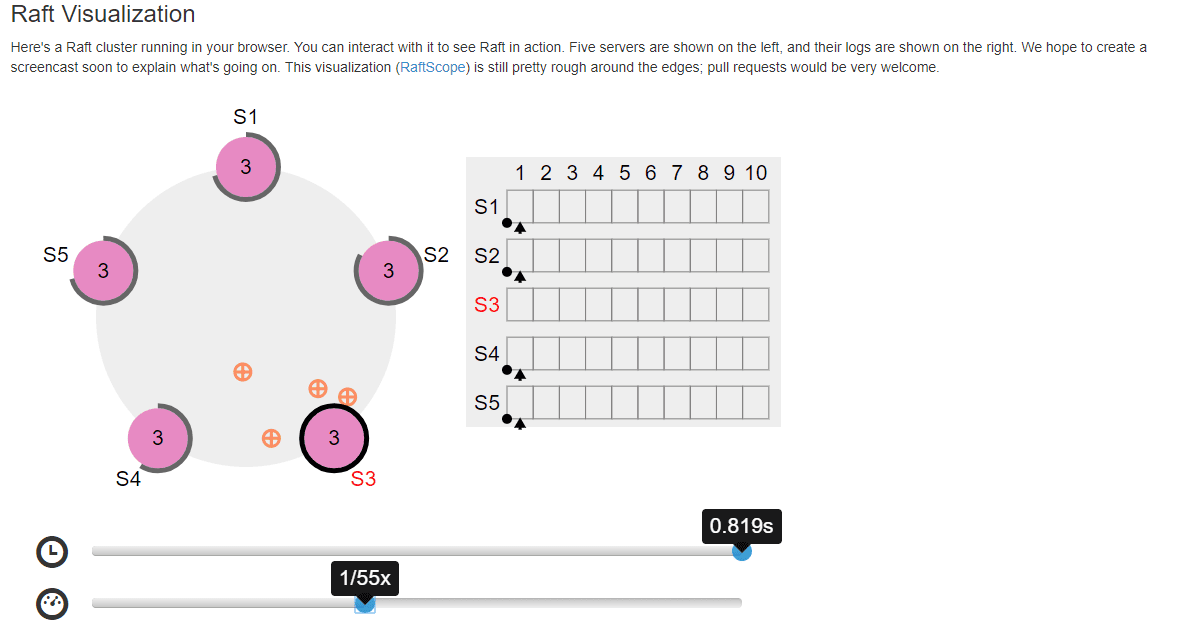 Raft Visualization
Here's a Raft cluster running in your browser. You can interact with it to see Raft in action. Five servers are shown on the left, and their logs are shown on the right. We hope to create a
screencast soon to explain what's going on. This visualization (RaftScope) is still pretty rough around the edges; pull requests would be very welcome.
S1
3
S5
3
S2
3
S4
3
S3
3
1 2 3 4 5 6 7 8 9 10
S1
S2
S3
S4
S5
0.819s
1/55x